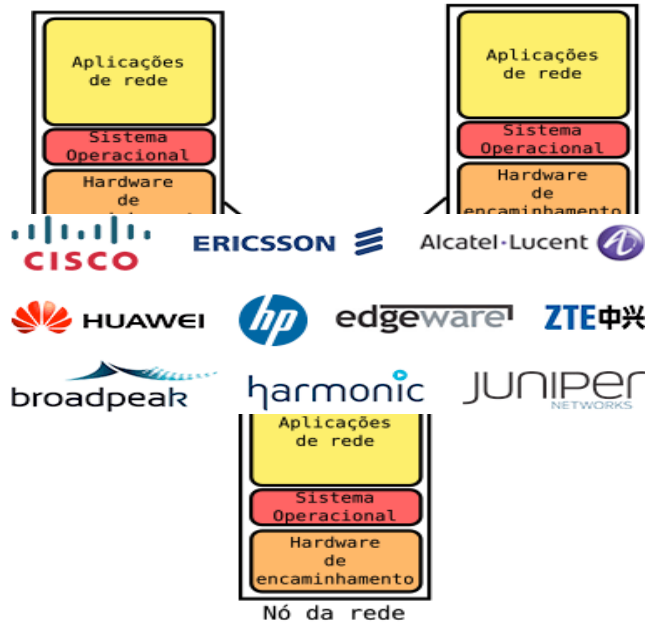 Aplicações
de rede
Sistema
Operacional
Hardware
de
Aplicações
de rede
Sistema
Operacional
Hardware
de
encaminhamento
CISCO
ERICSSON
Alcatel·Lucent
HUAWEI
hp
edgeware
ZTE中兴
broadpeak
harmonic
JUNIPER
NETWORKS
Aplicações
de rede
Sistema
Operacional
Hardware
de
encaminhamento
Nó da rede